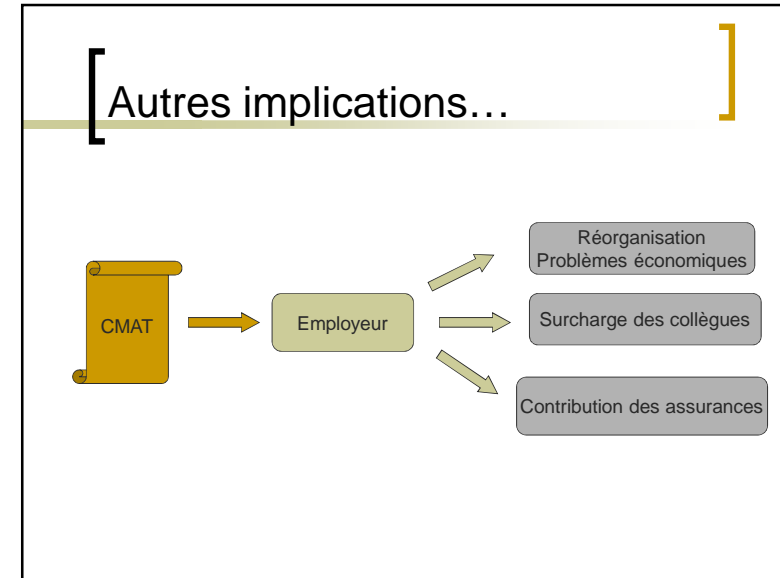 Autres implications…
CMAT
Employeur
Réorganisation
Problèmes économiques
Surcharge des collègues
Contribution des assurances